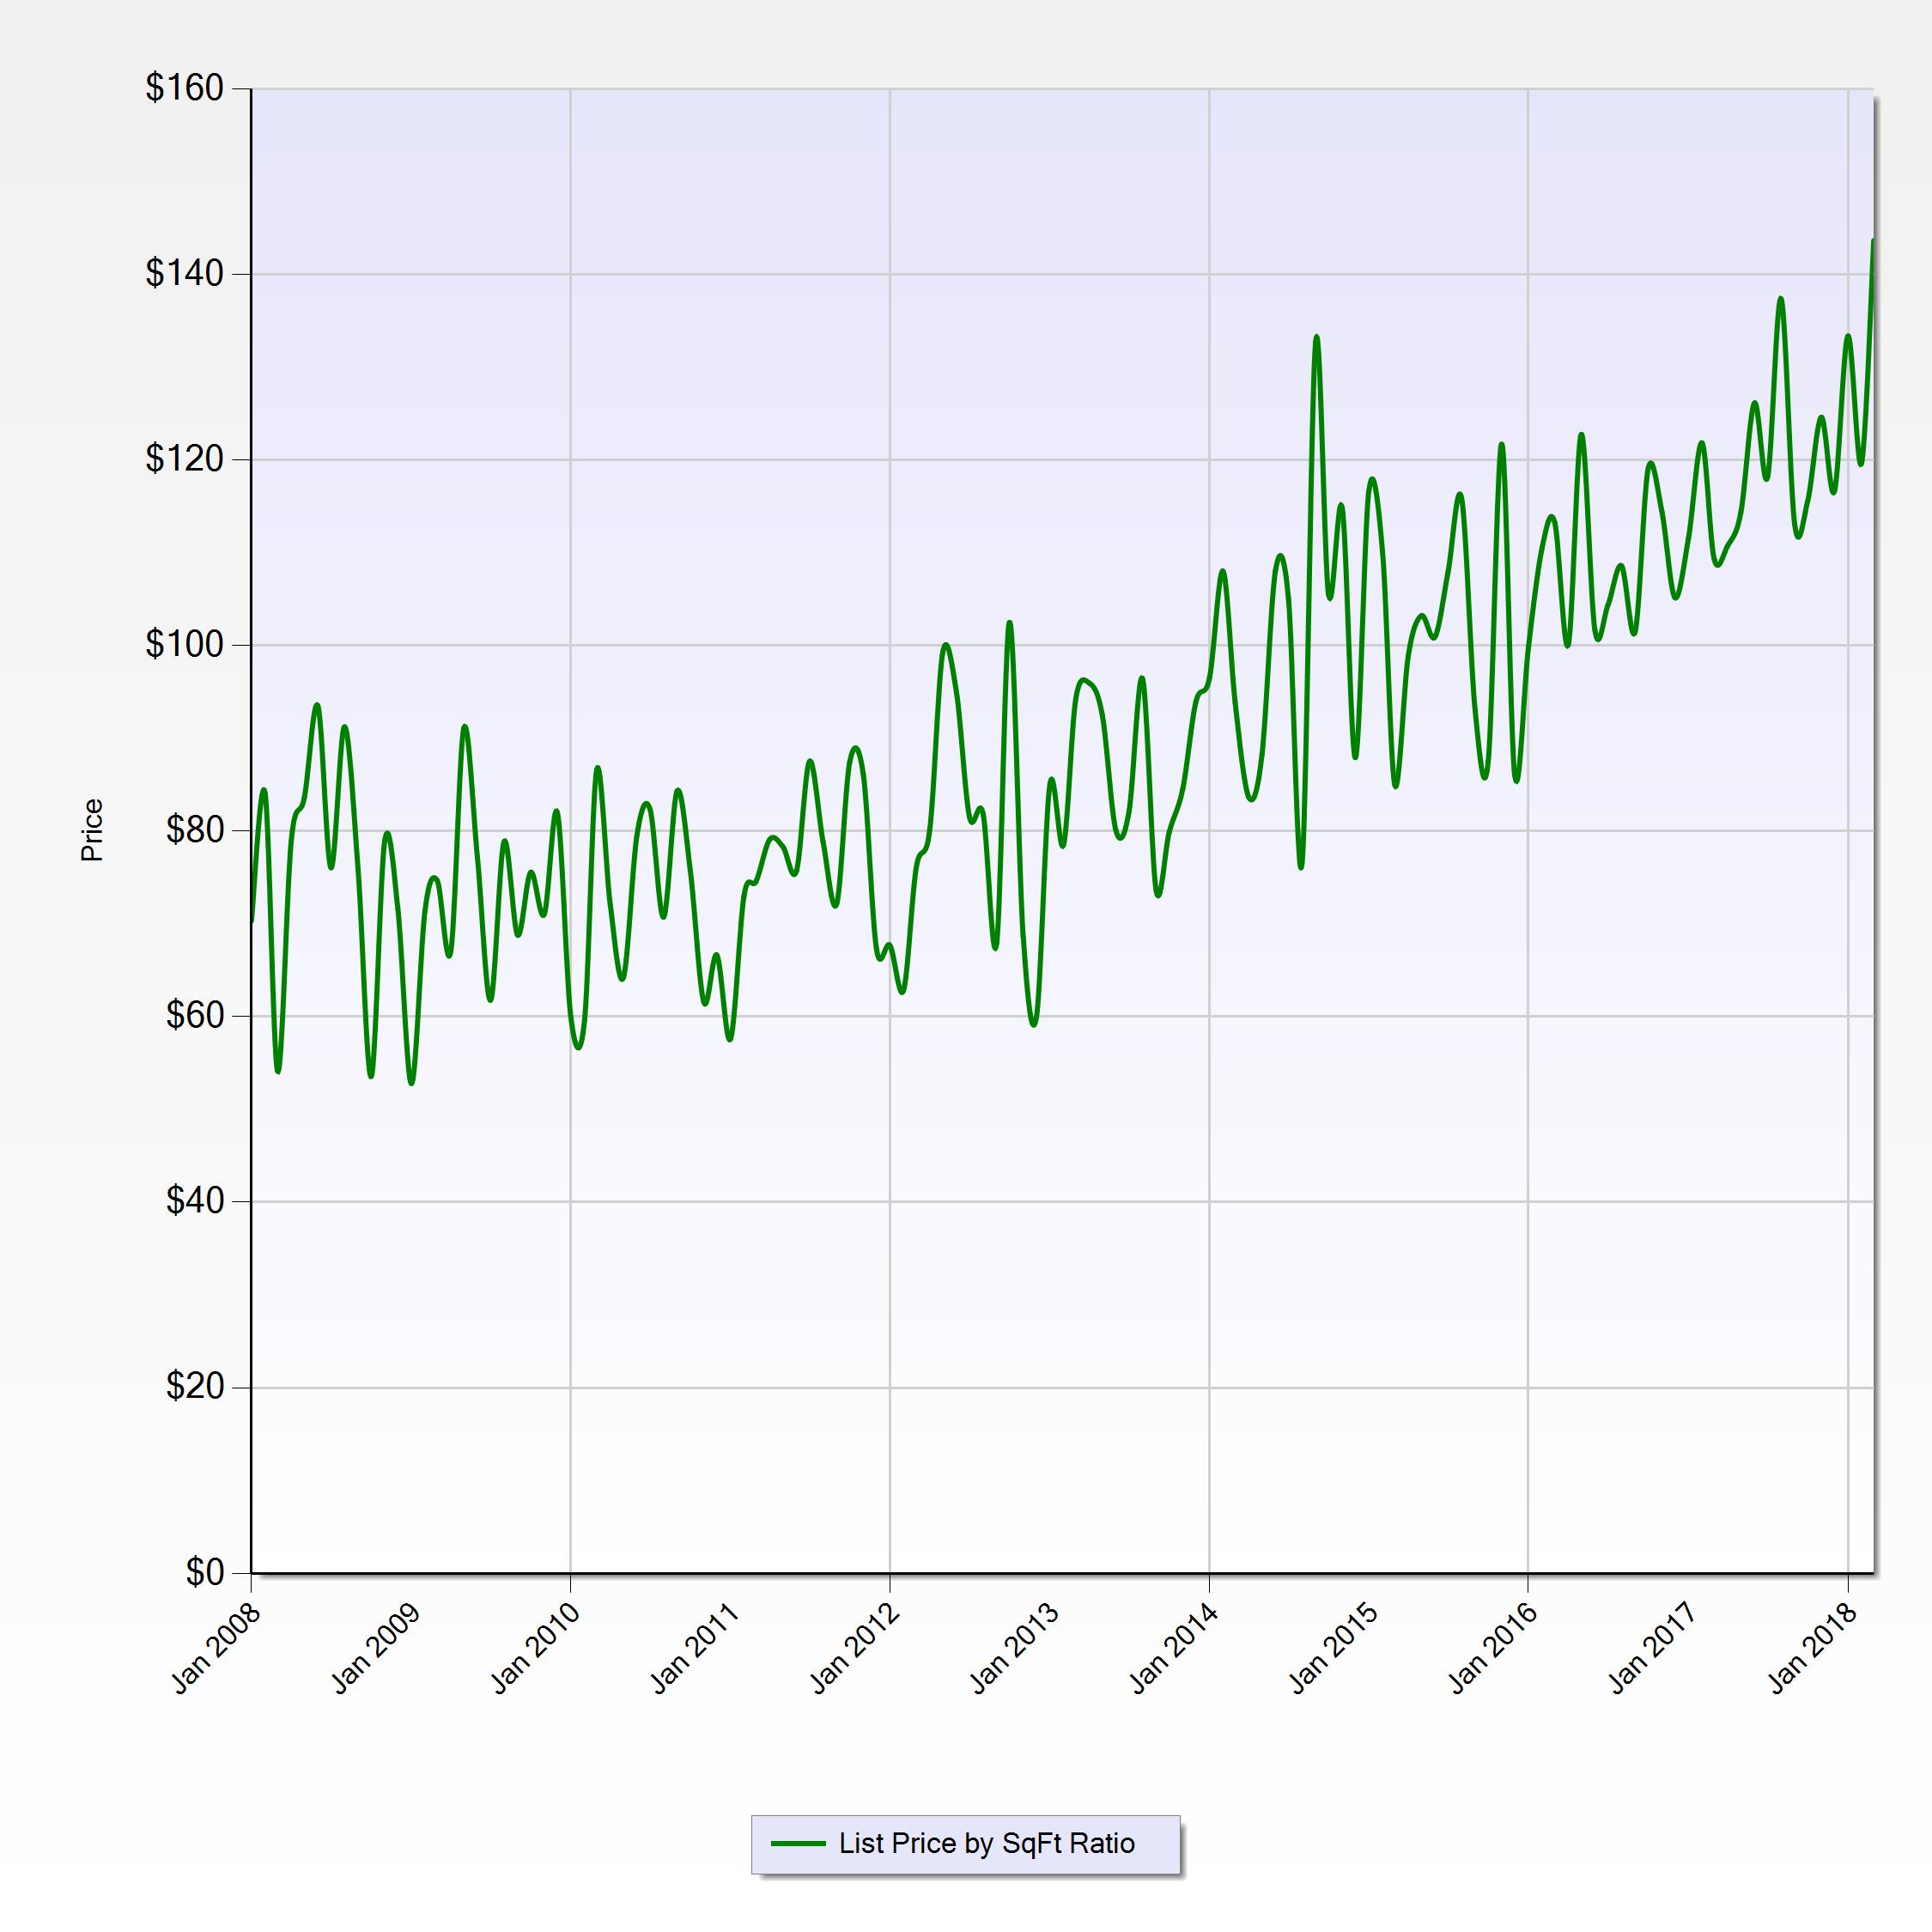 $160
$140
$120
$100
$80
$60
$40
$20
$0
Price
Jan 2008
Jan 2009
Jan 2010
Jan 2011
Jan 2012
Jan 2013
Jan 2014
Jan 2015
Jan 2016
Jan 2017
Jan 2018
List Price by SqFt Ratio